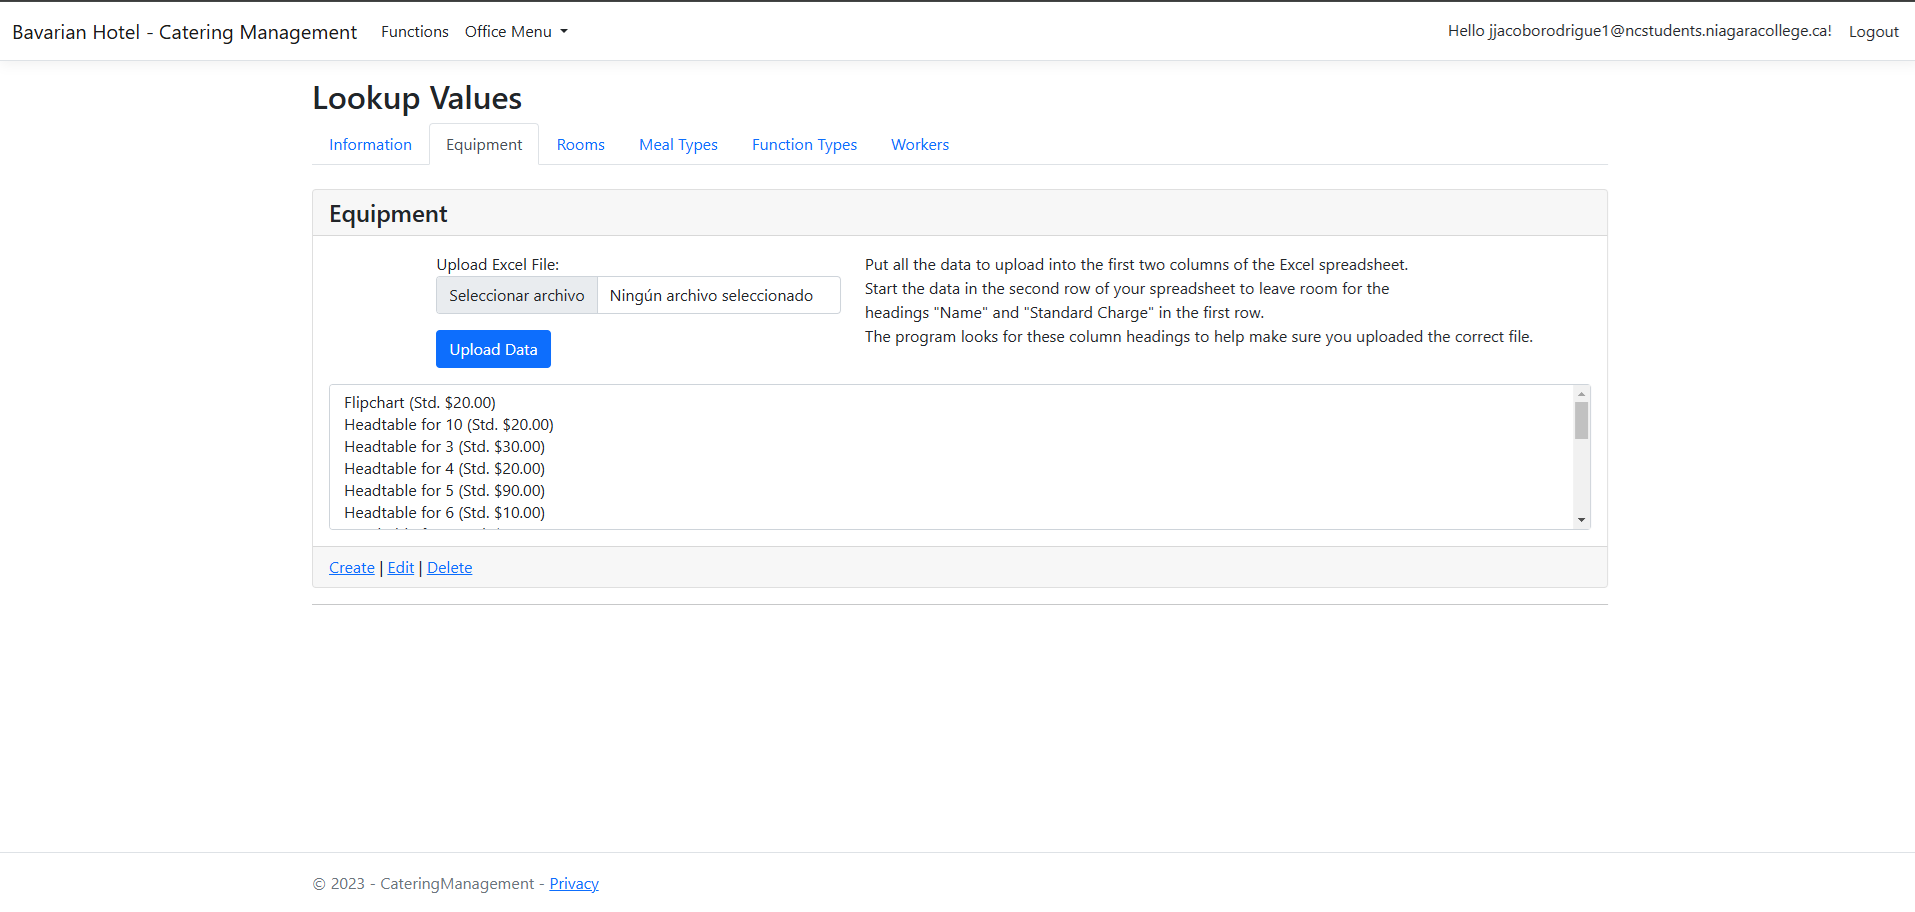 Bavarian Hotel - Catering Management Functions Office Menu Hello jjacoborodrigue1@ncstudents.niagaracollege.ca! Logout
Lookup Values
Information Equipment Rooms Meal Types Function Types Workers
Equipment
Upload Excel File:
Seleccionar archivo Ningún archivo seleccionado
Upload Data
Put all the data to upload into the first two columns of the Excel spreadsheet.
Start the data in the second row of your spreadsheet to leave room for the
headings "Name" and "Standard Charge" in the first row.
The program looks for these column headings to help make sure you uploaded the correct file.
Flipchart (Std. $20.00)
Headtable for 10 (Std. $20.00)
Headtable for 3 (Std. $30.00)
Headtable for 4 (Std. $20.00)
Headtable for 5 (Std. $90.00)
Headtable for 6 (Std. $10.00)
Create | Edit | Delete
© 2023 - CateringManagement - Privacy